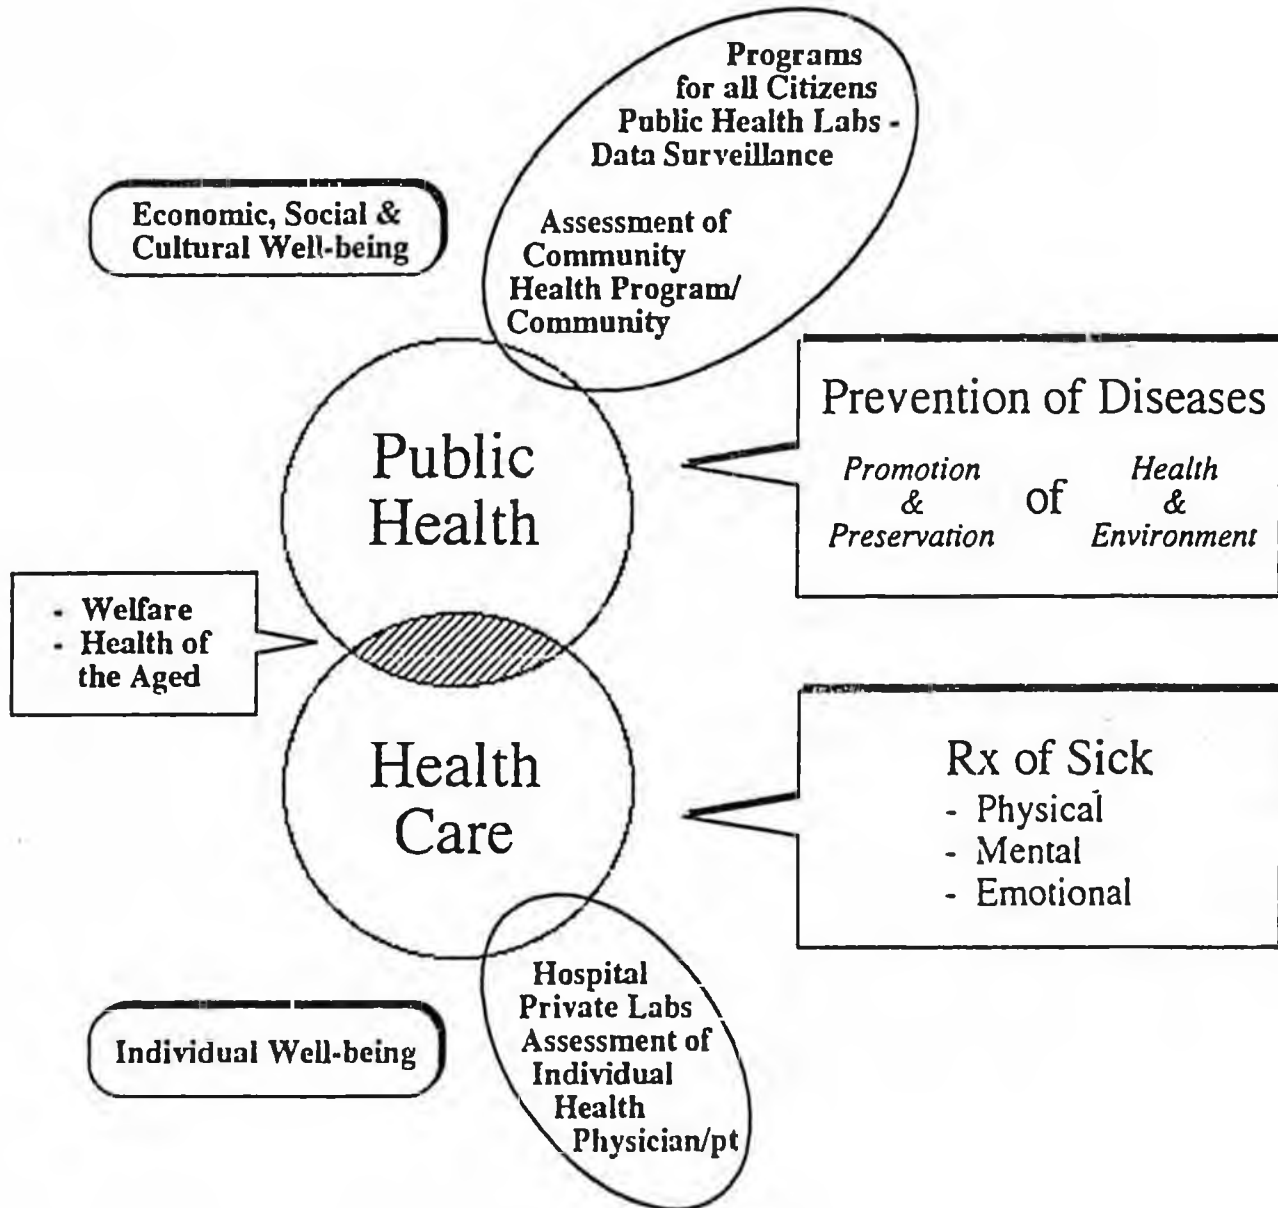 Programs
for all Citizens
Public Health Labs -
Data Surveillance
Assessment of
Community
Health Program/
Community
Economic, Social &
Cultural Well-being
Public
Health
Prevention of Diseases
Promotion
&
Preservation
of
Health
&
Environment
- Welfare
- Health of
the Aged
Health
Care
Rx of Sick
- Physical
- Mental
- Emotional
Hospital
Private Labs
Assessment of
Individual
Health
Physician/pt
Individual Well-being